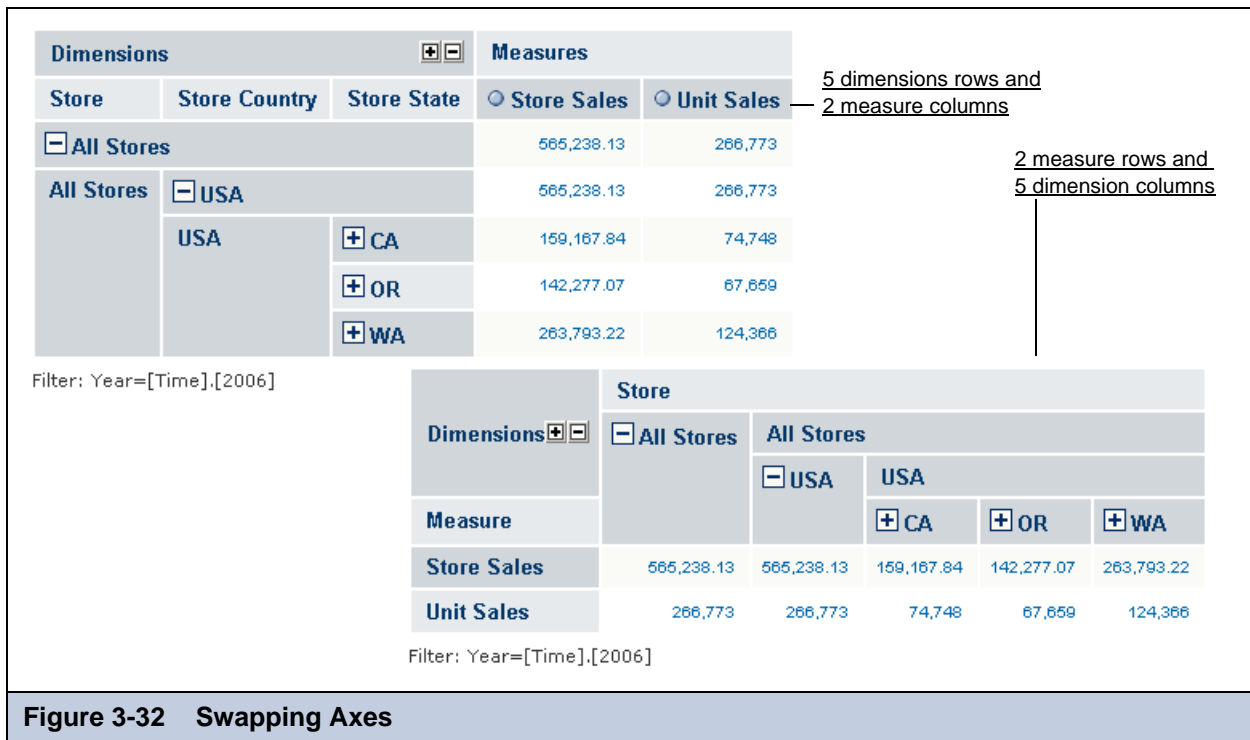 Dimensions Measures
Store Store Country Store State Store Sales Unit Sales
5 dimensions rows and
2 measure columns
All Stores 565,238.13 266,773
All Stores USA 565,238.13 266,773
USA CA 159,167.84 74,748
OR 142,277.07 67,659
WA 263,793.22 124,366
Filter: Year=[Time].[2006]
2 measure rows and
5 dimension columns
Store
Dimensions All Stores All Stores
USA USA
Measure CA OR WA
Store Sales 565,238.13 565,238.13 159,167.84 142,277.07 263,793.22
Unit Sales 266,773 266,773 74,748 67,659 124,366
Filter: Year=[Time].[2006]
Figure 3-32 Swapping Axes